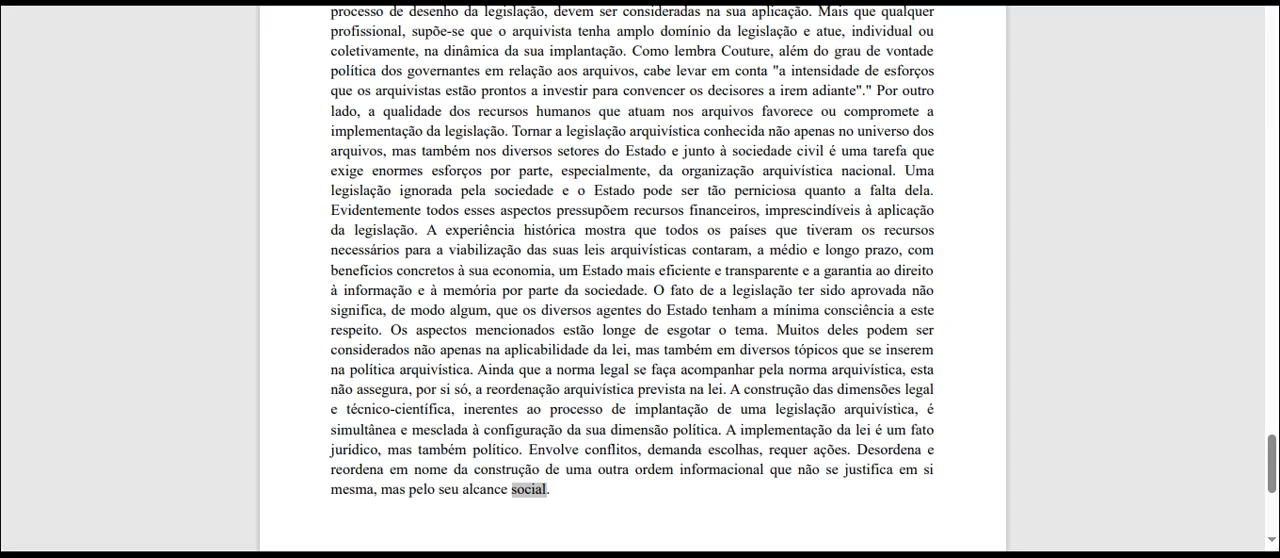 processo de desenho da legislação, devem ser consideradas na sua aplicação. Mais que qualquer
profissional, supõe-se que o arquivista tenha amplo domínio da legislação e atue, individual ou
coletivamente, na dinâmica da sua implantação. Como lembra Couture, além do grau de vontade
política dos governantes em relação aos arquivos, cabe levar em conta "a intensidade de esforços
que os arquivistas estão prontos a investir para convencer os decisores a irem adiante"." Por outro
lado, a qualidade dos recursos humanos que atuam nos arquivos favorece ou compromete a
implementação da legislação. Tornar a legislação arquivística conhecida não apenas no universo dos
arquivos, mas também nos diversos setores do Estado e junto à sociedade civil é uma tarefa que
exige enormes esforços por parte, especialmente, da organização arquivística nacional. Uma
legislação ignorada pela sociedade e o Estado pode ser tão perniciosa quanto a falta dela.
Evidentemente todos esses aspectos pressupõem recursos financeiros, imprescindíveis à aplicação
da legislação. A experiência histórica mostra que todos os países que tiveram os recursos
necessários para a viabilização das suas leis arquivísticas contaram, a médio e longo prazo, com
benefícios concretos à sua economia, um Estado mais eficiente e transparente e a garantia ao direito
à informação e à memória por parte da sociedade. O fato de a legislação ter sido aprovada não
significa, de modo algum, que os diversos agentes do Estado tenham a mínima consciência a este
respeito. Os aspectos mencionados estão longe de esgotar o tema. Muitos deles podem ser
considerados não apenas na aplicabilidade da lei, mas também em diversos tópicos que se inserem
na política arquivística. Ainda que a norma legal se faça acompanhar pela norma arquivística, esta
não assegura, por si só, a reordenação arquivística prevista na lei. A construção das dimensões legal
e técnico-científica, inerentes ao processo de implantação de uma legislação arquivística, é
simultânea e mesclada à configuração da sua dimensão política. A implementação da lei é um fato
jurídico, mas também político. Envolve conflitos, demanda escolhas, requer ações. Desordena e
reordena em nome da construção de uma outra ordem informacional que não se justifica em si
mesma, mas pelo seu alcance social.